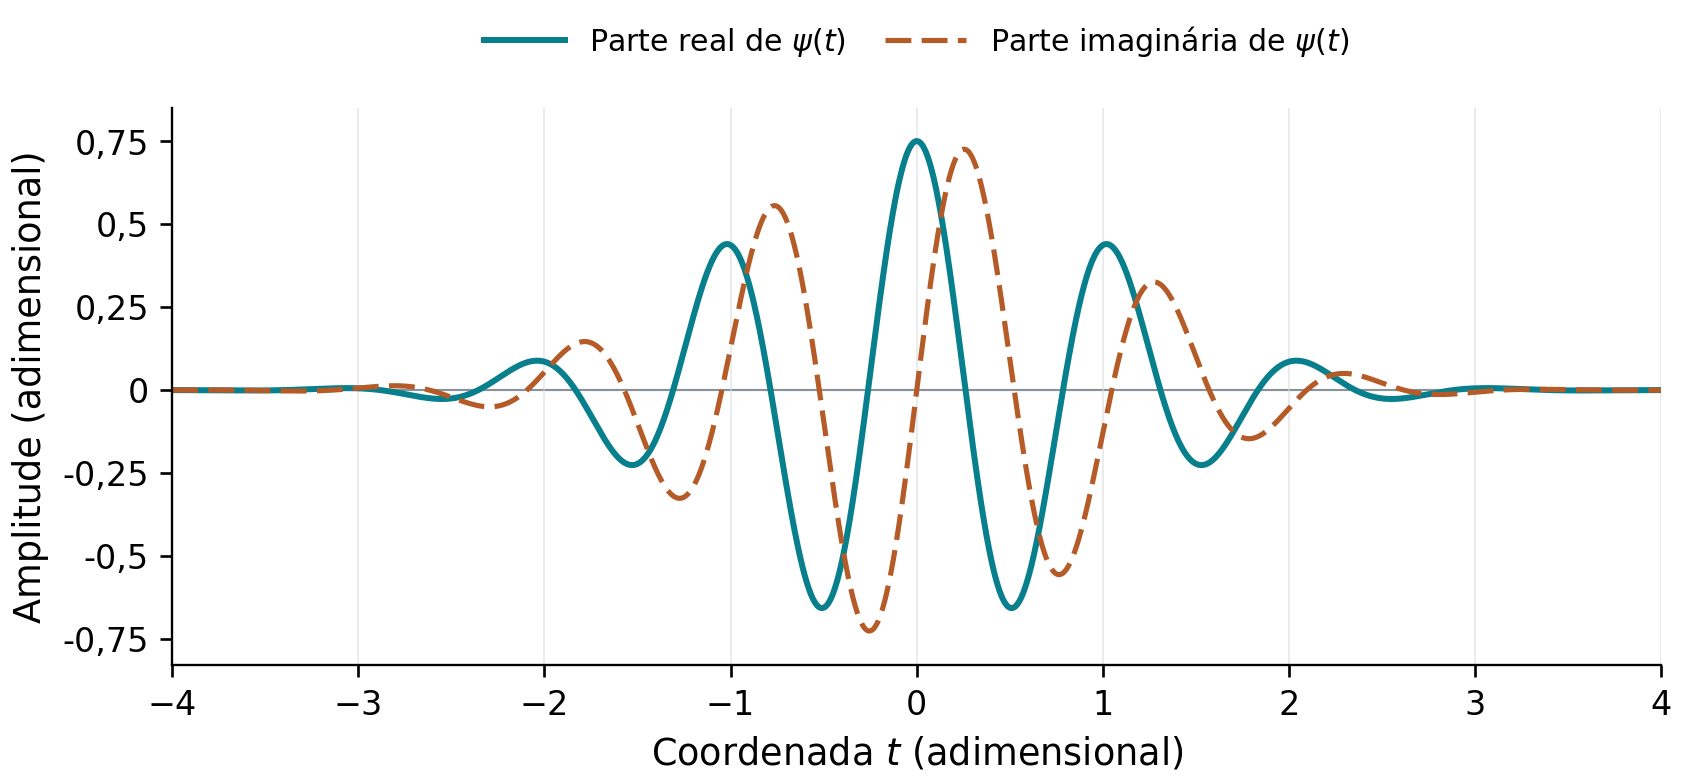 Parte real de ψ(t) Parte imaginária de ψ(t)
Amplitude (adimensional)
0,75
0,5
0,25
0
-0,25
-0,5
-0,75
−4 −3 −2 −1 0 1 2 3 4
Coordenada t (adimensional)